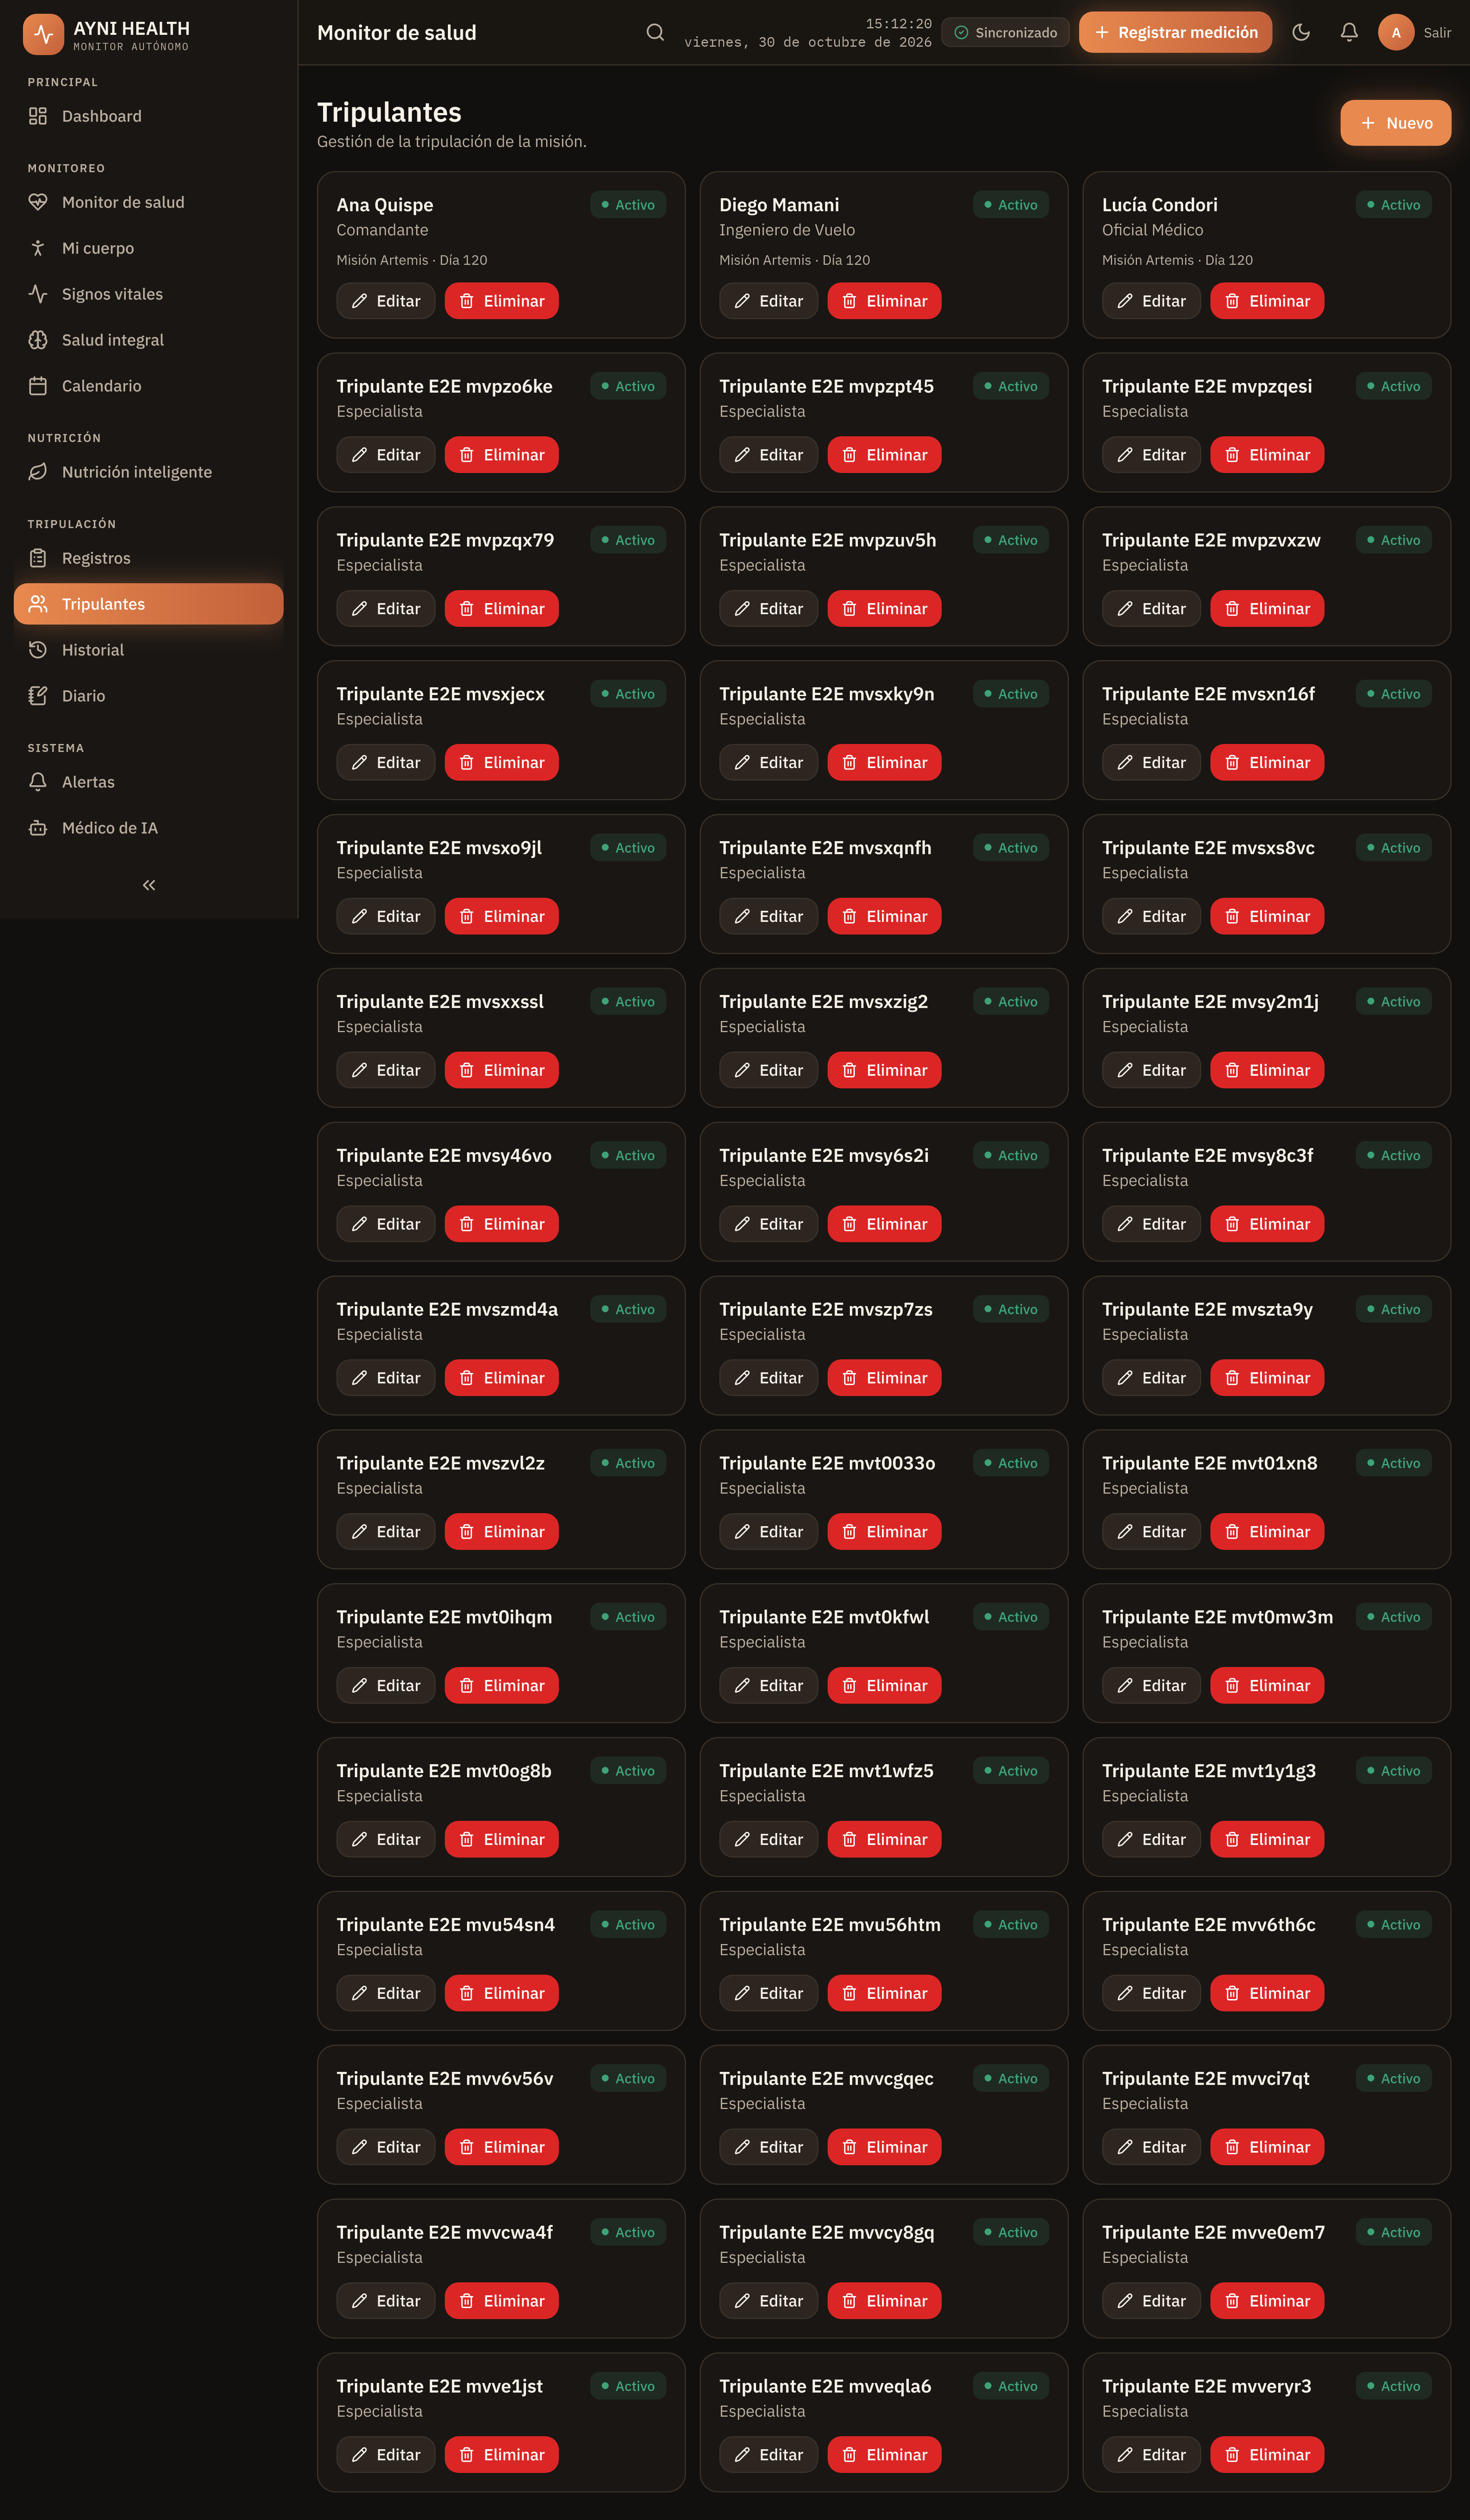 AYNI HEALTH
MONITOR AUTÓNOMO
PRINCIPAL
Dashboard
MONITOREO
Monitor de salud
Mi cuerpo
Signos vitales
Salud integral
Calendario
NUTRICIÓN
Nutrición inteligente
TRIPULACIÓN
Registros
Tripulantes
Historial
Diario
SISTEMA
Alertas
Médico de IA
Monitor de salud
15:12:20
viernes, 30 de octubre de 2026
Sincronizado
Registrar medición
A
Salir
Tripulantes
Gestión de la tripulación de la misión.
Nuevo
Ana Quispe Activo
Comandante
Misión Artemis · Día 120
Editar Eliminar
Diego Mamani Activo
Ingeniero de Vuelo
Misión Artemis · Día 120
Editar Eliminar
Lucía Condori Activo
Oficial Médico
Misión Artemis · Día 120
Editar Eliminar
Tripulante E2E mvpzo6ke Activo
Especialista
Editar Eliminar
Tripulante E2E mvpzpt45 Activo
Especialista
Editar Eliminar
Tripulante E2E mvpzqesi Activo
Especialista
Editar Eliminar
Tripulante E2E mvpzqx79 Activo
Especialista
Editar Eliminar
Tripulante E2E mvpzuv5h Activo
Especialista
Editar Eliminar
Tripulante E2E mvpzvxzw Activo
Especialista
Editar Eliminar
Tripulante E2E mvsxjecx Activo
Especialista
Editar Eliminar
Tripulante E2E mvsxky9n Activo
Especialista
Editar Eliminar
Tripulante E2E mvsxn16f Activo
Especialista
Editar Eliminar
Tripulante E2E mvsxo9jl Activo
Especialista
Editar Eliminar
Tripulante E2E mvsxqnfh Activo
Especialista
Editar Eliminar
Tripulante E2E mvsxs8vc Activo
Especialista
Editar Eliminar
Tripulante E2E mvsxxssl Activo
Especialista
Editar Eliminar
Tripulante E2E mvsxzig2 Activo
Especialista
Editar Eliminar
Tripulante E2E mvsy2m1j Activo
Especialista
Editar Eliminar
Tripulante E2E mvsy46vo Activo
Especialista
Editar Eliminar
Tripulante E2E mvsy6s2i Activo
Especialista
Editar Eliminar
Tripulante E2E mvsy8c3f Activo
Especialista
Editar Eliminar
Tripulante E2E mvszmd4a Activo
Especialista
Editar Eliminar
Tripulante E2E mvszp7zs Activo
Especialista
Editar Eliminar
Tripulante E2E mvszta9y Activo
Especialista
Editar Eliminar
Tripulante E2E mvszvl2z Activo
Especialista
Editar Eliminar
Tripulante E2E mvt0033o Activo
Especialista
Editar Eliminar
Tripulante E2E mvt01xn8 Activo
Especialista
Editar Eliminar
Tripulante E2E mvt0ihqm Activo
Especialista
Editar Eliminar
Tripulante E2E mvt0kfwl Activo
Especialista
Editar Eliminar
Tripulante E2E mvt0mw3m Activo
Especialista
Editar Eliminar
Tripulante E2E mvt0og8b Activo
Especialista
Editar Eliminar
Tripulante E2E mvt1wfz5 Activo
Especialista
Editar Eliminar
Tripulante E2E mvt1y1g3 Activo
Especialista
Editar Eliminar
Tripulante E2E mvu54sn4 Activo
Especialista
Editar Eliminar
Tripulante E2E mvu56htm Activo
Especialista
Editar Eliminar
Tripulante E2E mvv6th6c Activo
Especialista
Editar Eliminar
Tripulante E2E mvv6v56v Activo
Especialista
Editar Eliminar
Tripulante E2E mvvcgqec Activo
Especialista
Editar Eliminar
Tripulante E2E mvvci7qt Activo
Especialista
Editar Eliminar
Tripulante E2E mvvcwa4f Activo
Especialista
Editar Eliminar
Tripulante E2E mvvcy8gq Activo
Especialista
Editar Eliminar
Tripulante E2E mvve0em7 Activo
Especialista
Editar Eliminar
Tripulante E2E mvve1jst Activo
Especialista
Editar Eliminar
Tripulante E2E mvveqla6 Activo
Especialista
Editar Eliminar
Tripulante E2E mvveryr3 Activo
Especialista
Editar Eliminar